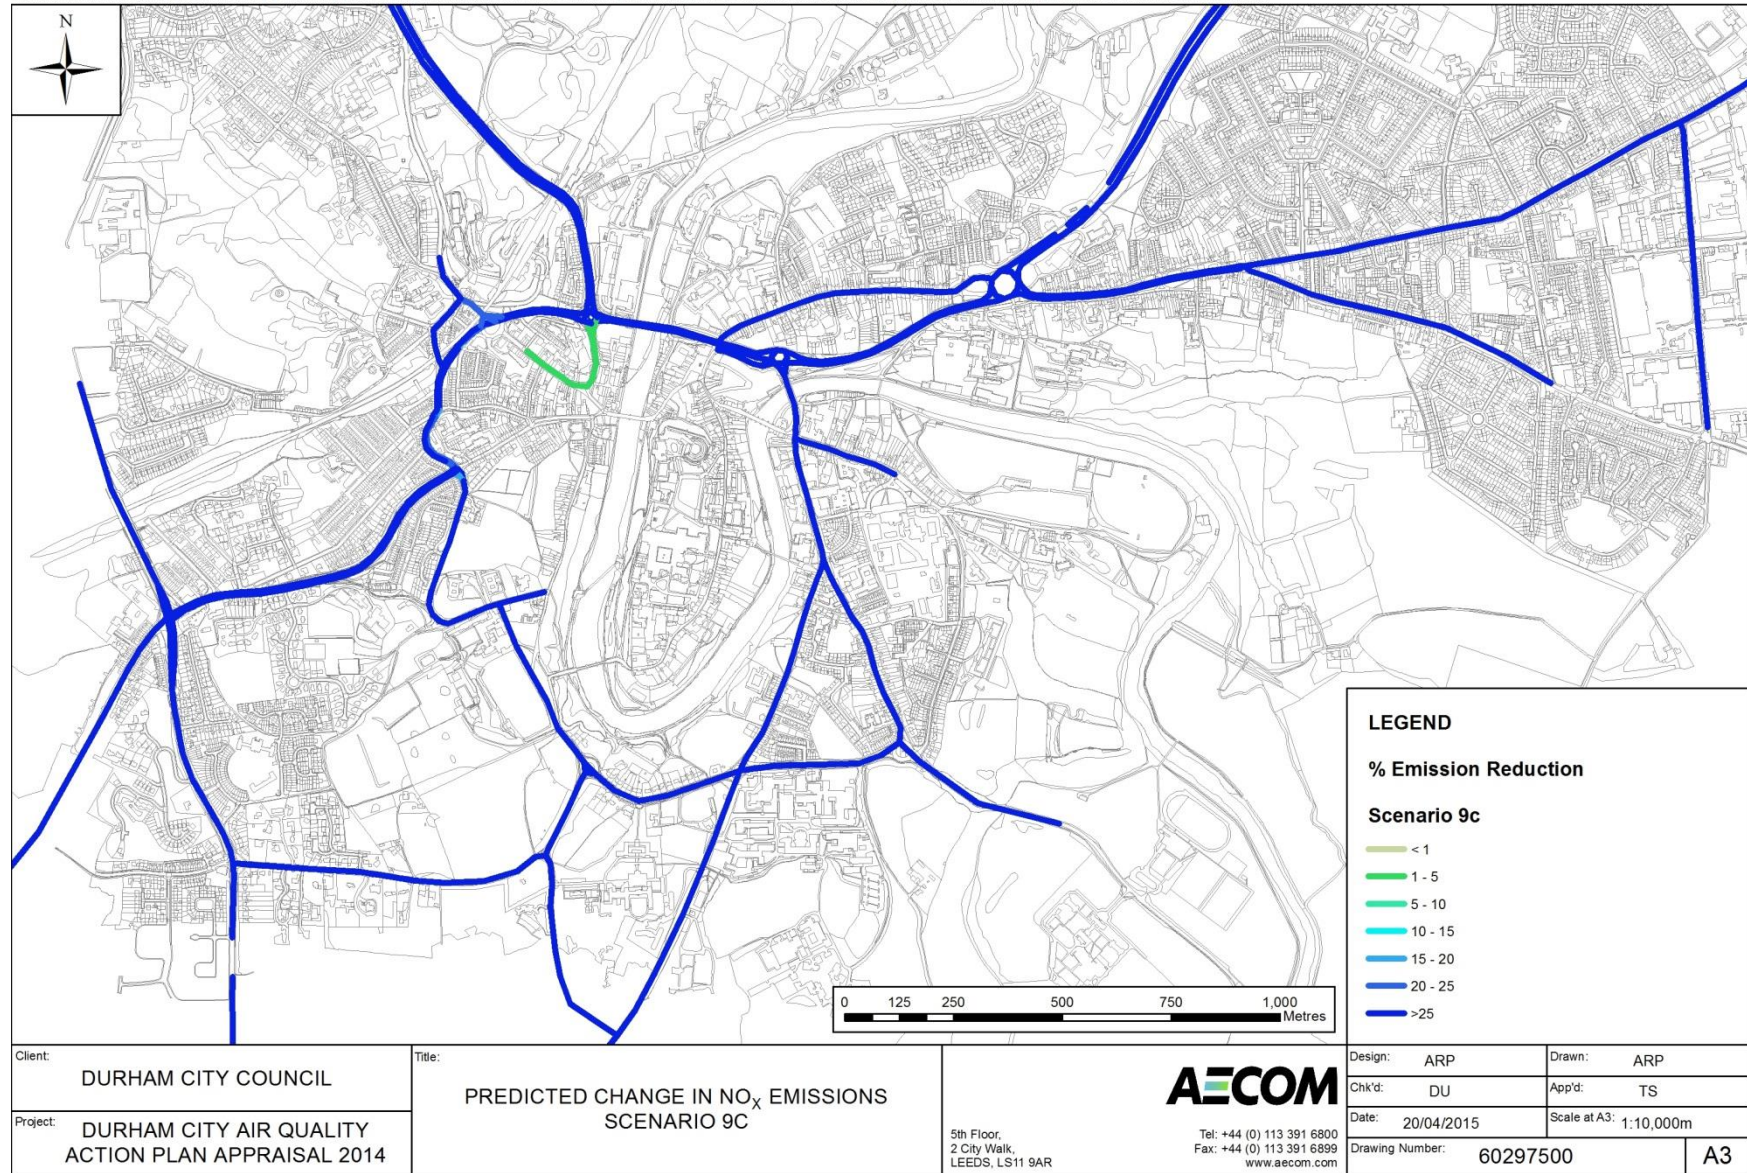 N
LEGEND
% Emission Reduction
Scenario 9c
< 1
1 - 5
5 - 10
10 - 15
15 - 20
20 - 25
>25
0 125 250 500 750 1,000
Metres
Client:
DURHAM CITY COUNCIL
Project:
DURHAM CITY AIR QUALITY
ACTION PLAN APPRAISAL 2014
Title:
PREDICTED CHANGE IN NOX EMISSIONS
SCENARIO 9C
AECOM
5th Floor,
2 City Walk,
LEEDS, LS11 9AR
Tel: +44 (0) 113 391 6800
Fax: +44 (0) 113 391 6899
www.aecom.com
Design: ARP
Drawn: ARP
Chk'd: DU
App'd: TS
Date: 20/04/2015
Scale at A3: 1:10,000m
Drawing Number: 60297500
A3